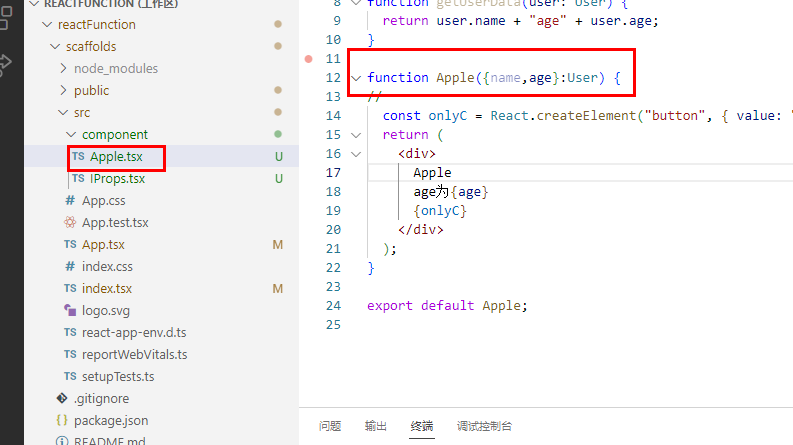 REACTFUNCTION (工作区)
reactFunction
scaffolds
node_modules
public
src
component
TS Apple.tsx U
TS IProps.tsx U
# App.css
App.test.tsx
TS App.tsx M
# index.css
TS index.tsx M
logo.svg
TS react-app-env.d.ts
TS reportWebVitals.ts
TS setupTests.ts
.gitignore
package.json
README.md
8 function getUserData(user: User) {
9 return user.name + "age" + user.age;
10 }
11
12 function Apple({name,age}:User) {
13 //
14 const onlyC = React.createElement("button", { value: "
15 return (
16 <div>
17 Apple
18 age为{age}
19 {onlyC}
20 </div>
21 );
22 }
23
24 export default Apple;
25
问题 输出 终端 调试控制台